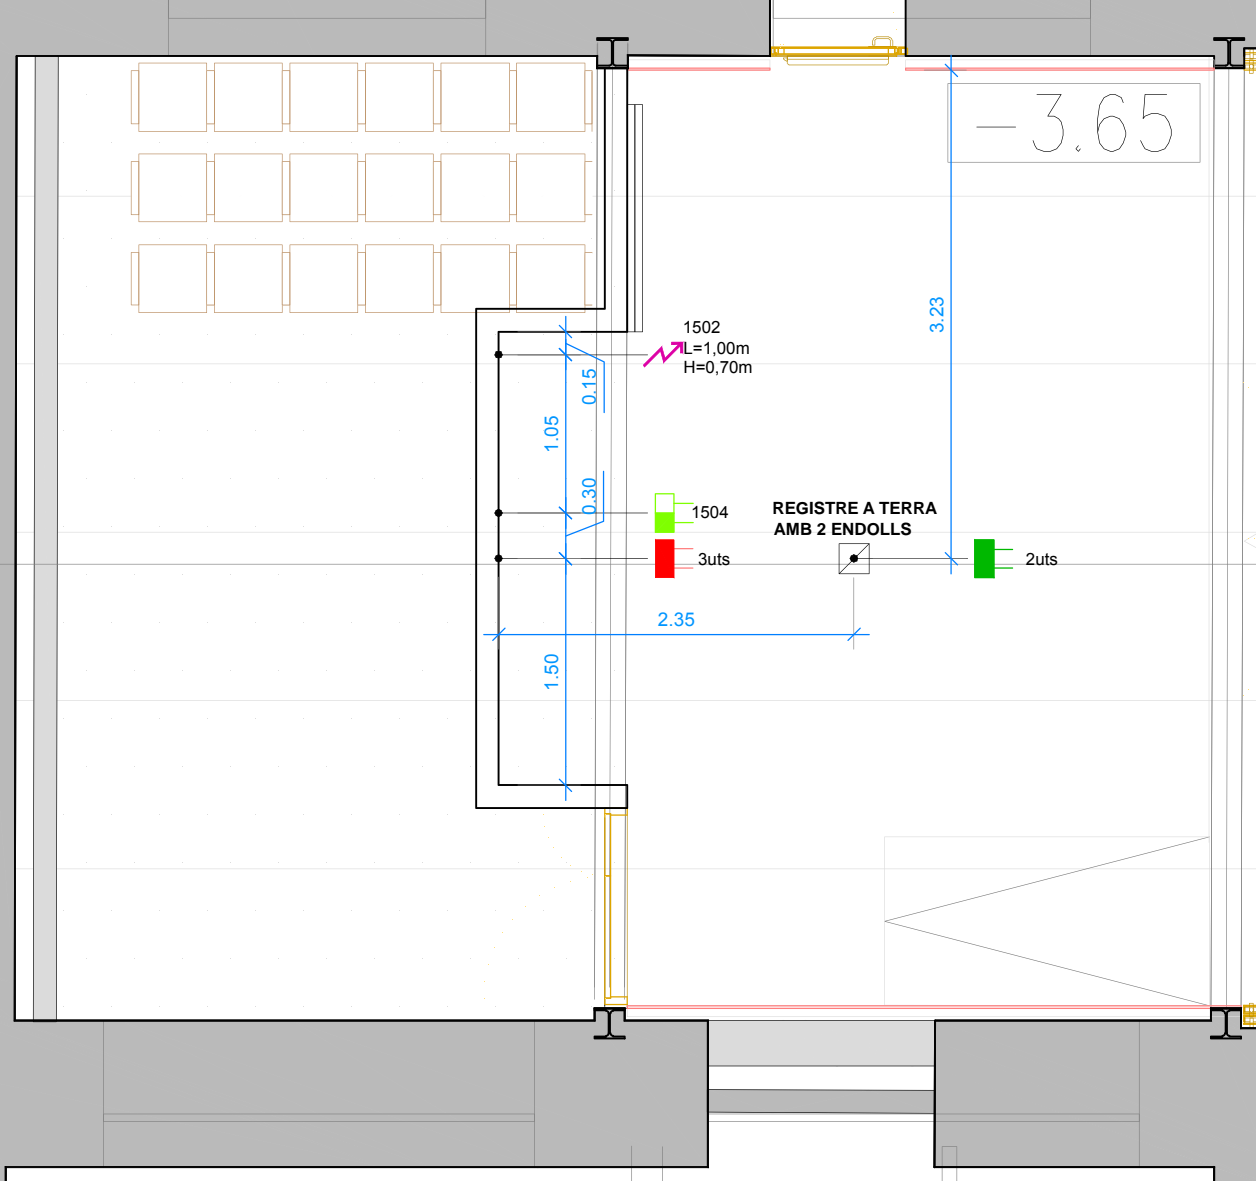 -3.65
3.23
1502
L=1,00m
H=0,70m
0.15
1.05
0.30
1504
REGISTRE A TERRA
AMB 2 ENDOLLS
3uts
2uts
2.35
1.50